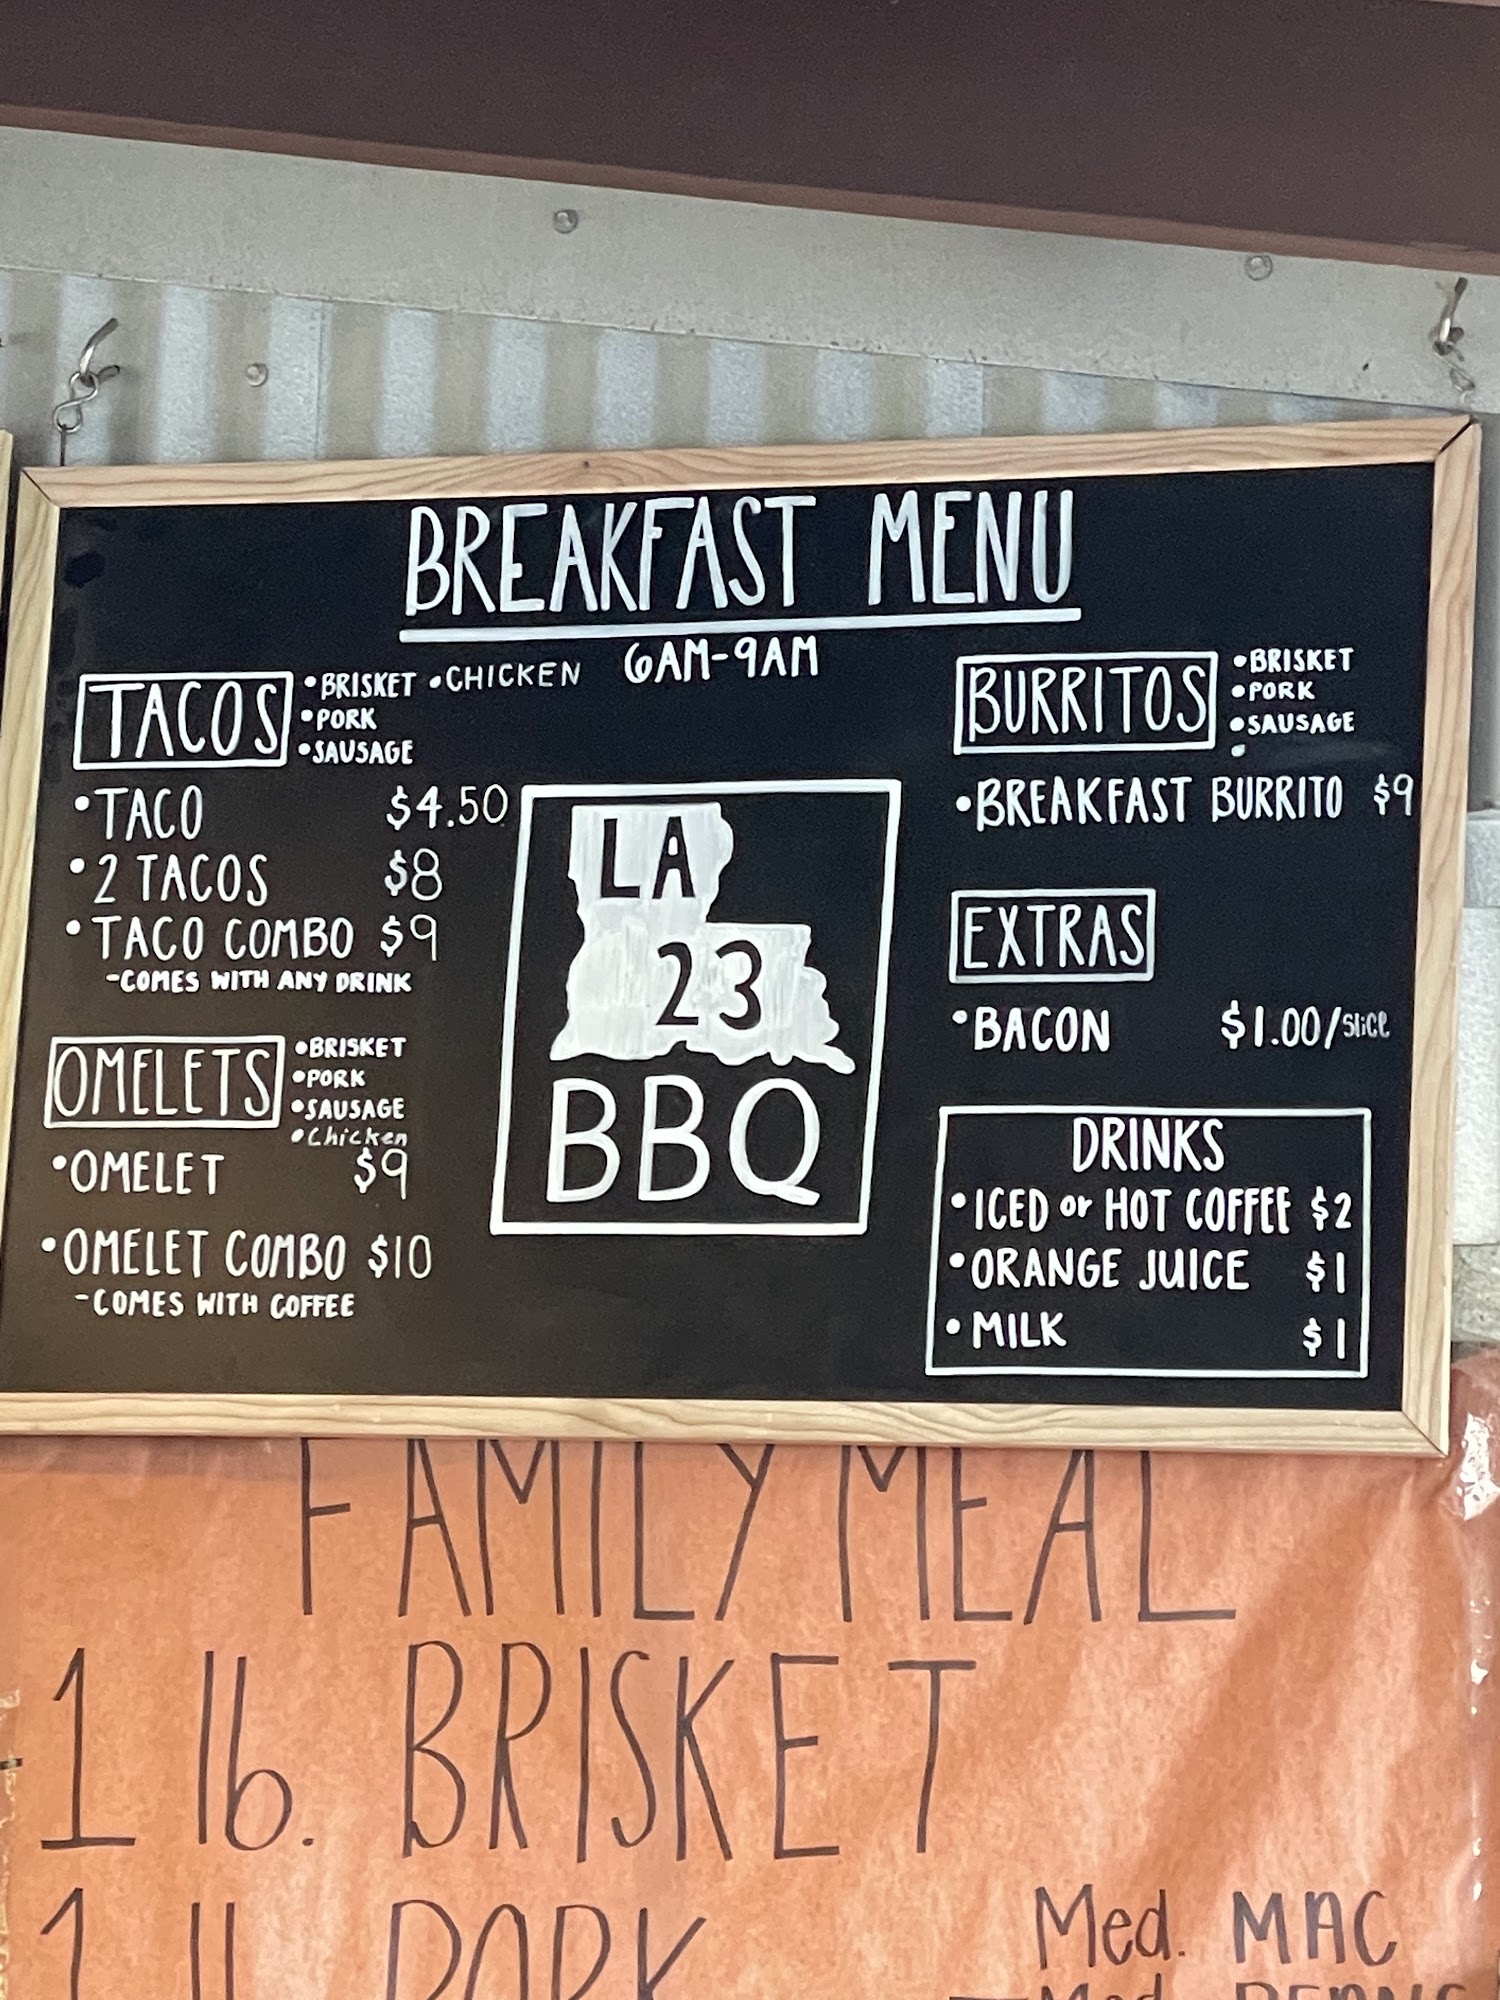 BREAKFAST MENU
6AM-9AM
TACOS
•BRISKET •CHICKEN
•PORK
•SAUSAGE
•TACO $4.50
•2 TACOS $8
•TACO COMBO $9
-COMES WITH ANY DRINK
OMELETS
•BRISKET
•PORK
•SAUSAGE
•Chicken
•OMELET $9
•OMELET COMBO $10
-COMES WITH COFFEE
LA
23
BBQ
BURRITOS
•BRISKET
•PORK
•SAUSAGE
•
•BREAKFAST BURRITO $9
EXTRAS
•BACON $1.00/slice
DRINKS
•ICED or HOT COFFEE $2
•ORANGE JUICE $1
•MILK $1
FAMILY MEAL
1 lb. BRISKET
1 lb. PORK
Med. MAC